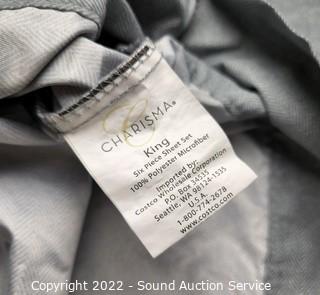 C
CHARISMA®
King
Six Piece Sheet Set
100% Polyester Microfiber
Imported by:
Costco Wholesale Corporation
P.O. BOX 34535
Seattle, WA 98124-1535
U.S.A.
1-800-774-2678
www.costco.com
Copyright 2022 - Sound Auction Service